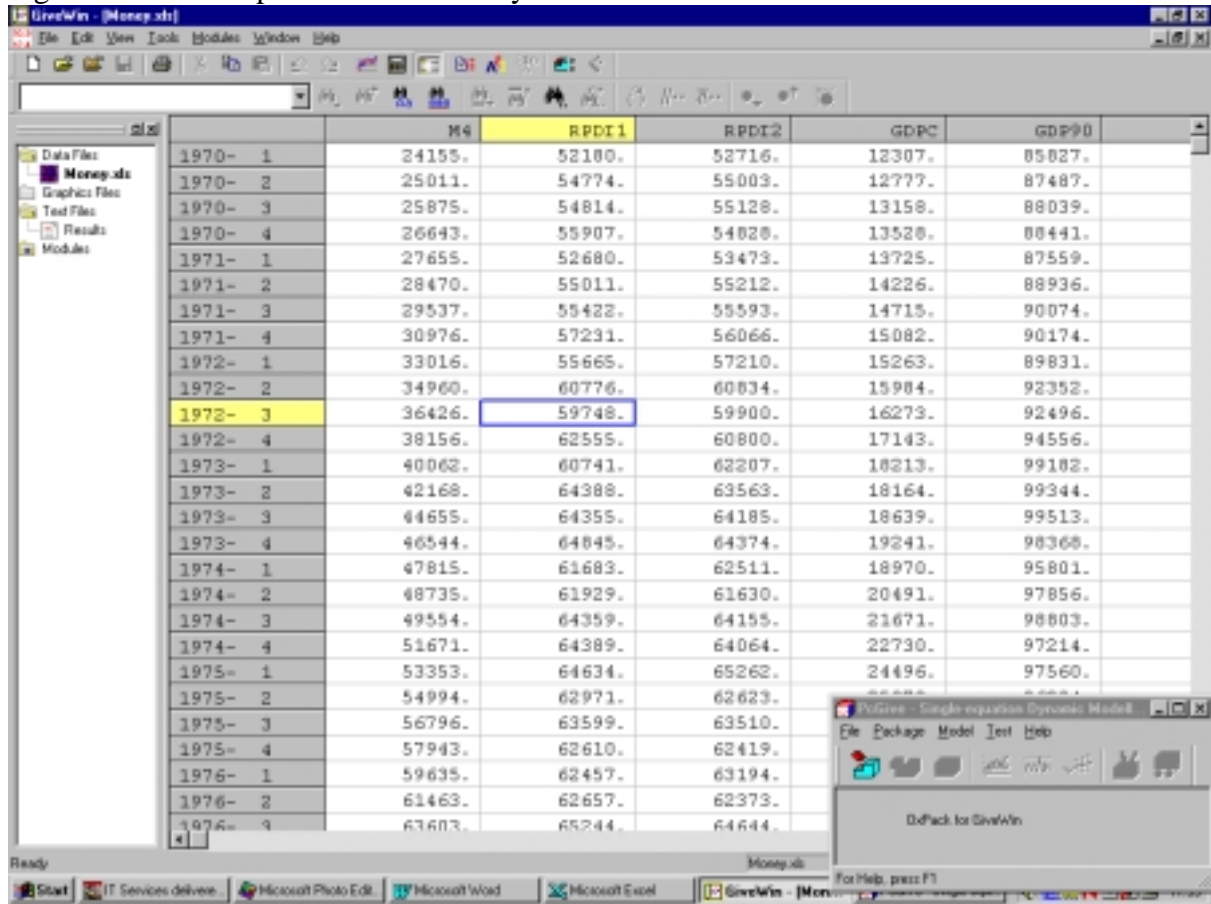 GiveWin - [Money.xls]
File Edit View Tools Modules Window Help
M4 RPDI1 RPDI2 GDPC GDP90
Data Files
Money.xls
Graphics Files
Text Files
Results
Modules
1970- 1 24155. 52180. 52716. 12307. 85827.
1970- 2 25011. 54774. 55003. 12777. 87487.
1970- 3 25875. 54814. 55128. 13158. 88039.
1970- 4 26643. 55907. 54828. 13528. 88441.
1971- 1 27655. 52680. 53473. 13725. 87559.
1971- 2 28470. 55011. 55212. 14226. 88936.
1971- 3 29537. 55422. 55593. 14715. 90074.
1971- 4 30976. 57231. 56066. 15082. 90174.
1972- 1 33016. 55665. 57210. 15263. 89831.
1972- 2 34960. 60776. 60834. 15984. 92352.
1972- 3 36426. 59748. 59900. 16273. 92496.
1972- 4 38156. 62555. 60800. 17143. 94556.
1973- 1 40062. 60741. 62207. 18213. 99182.
1973- 2 42168. 64388. 63563. 18164. 99344.
1973- 3 44655. 64355. 64185. 18639. 99513.
1973- 4 46544. 64845. 64374. 19241. 98368.
1974- 1 47815. 61683. 62511. 18970. 95801.
1974- 2 48735. 61929. 61630. 20491. 97856.
1974- 3 49554. 64359. 64155. 21671. 98803.
1974- 4 51671. 64389. 64064. 22730. 97214.
1975- 1 53353. 64634. 65262. 24496. 97560.
1975- 2 54994. 62971. 62623.
1975- 3 56796. 63599. 63510.
1975- 4 57943. 62610. 62419.
1976- 1 59635. 62457. 63194.
1976- 2 61463. 62657. 62373.
1976- 3 63603. 65244. 64644.
PcGive - Single-equation Dynamic Modell...
File Package Model Test Help
OxPack for GiveWin
For Help, press F1
Ready Money.xls
Start IT Services delivere... Microsoft Photo Edit... Microsoft Word Microsoft Excel GiveWin - [Mon...